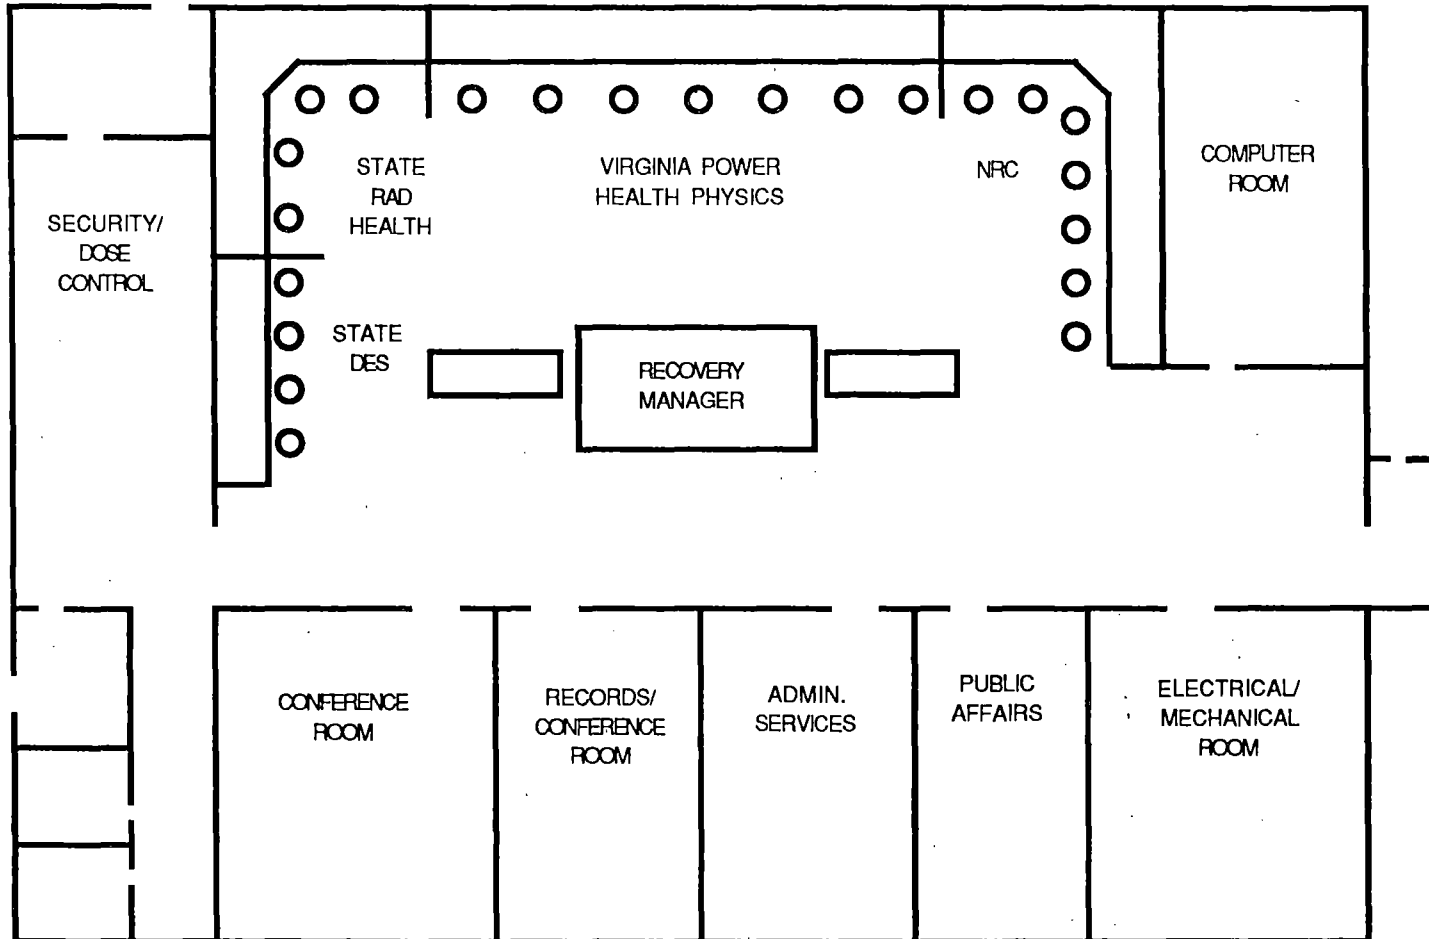 STATE
RAD
HEALTH
VIRGINIA POWER
HEALTH PHYSICS
NRC
COMPUTER
ROOM
SECURITY/
DOSE
CONTROL
STATE
DES
RECOVERY
MANAGER
CONFERENCE
ROOM
RECORDS/
CONFERENCE
ROOM
ADMIN.
SERVICES
PUBLIC
AFFAIRS
ELECTRICAL/
MECHANICAL
ROOM